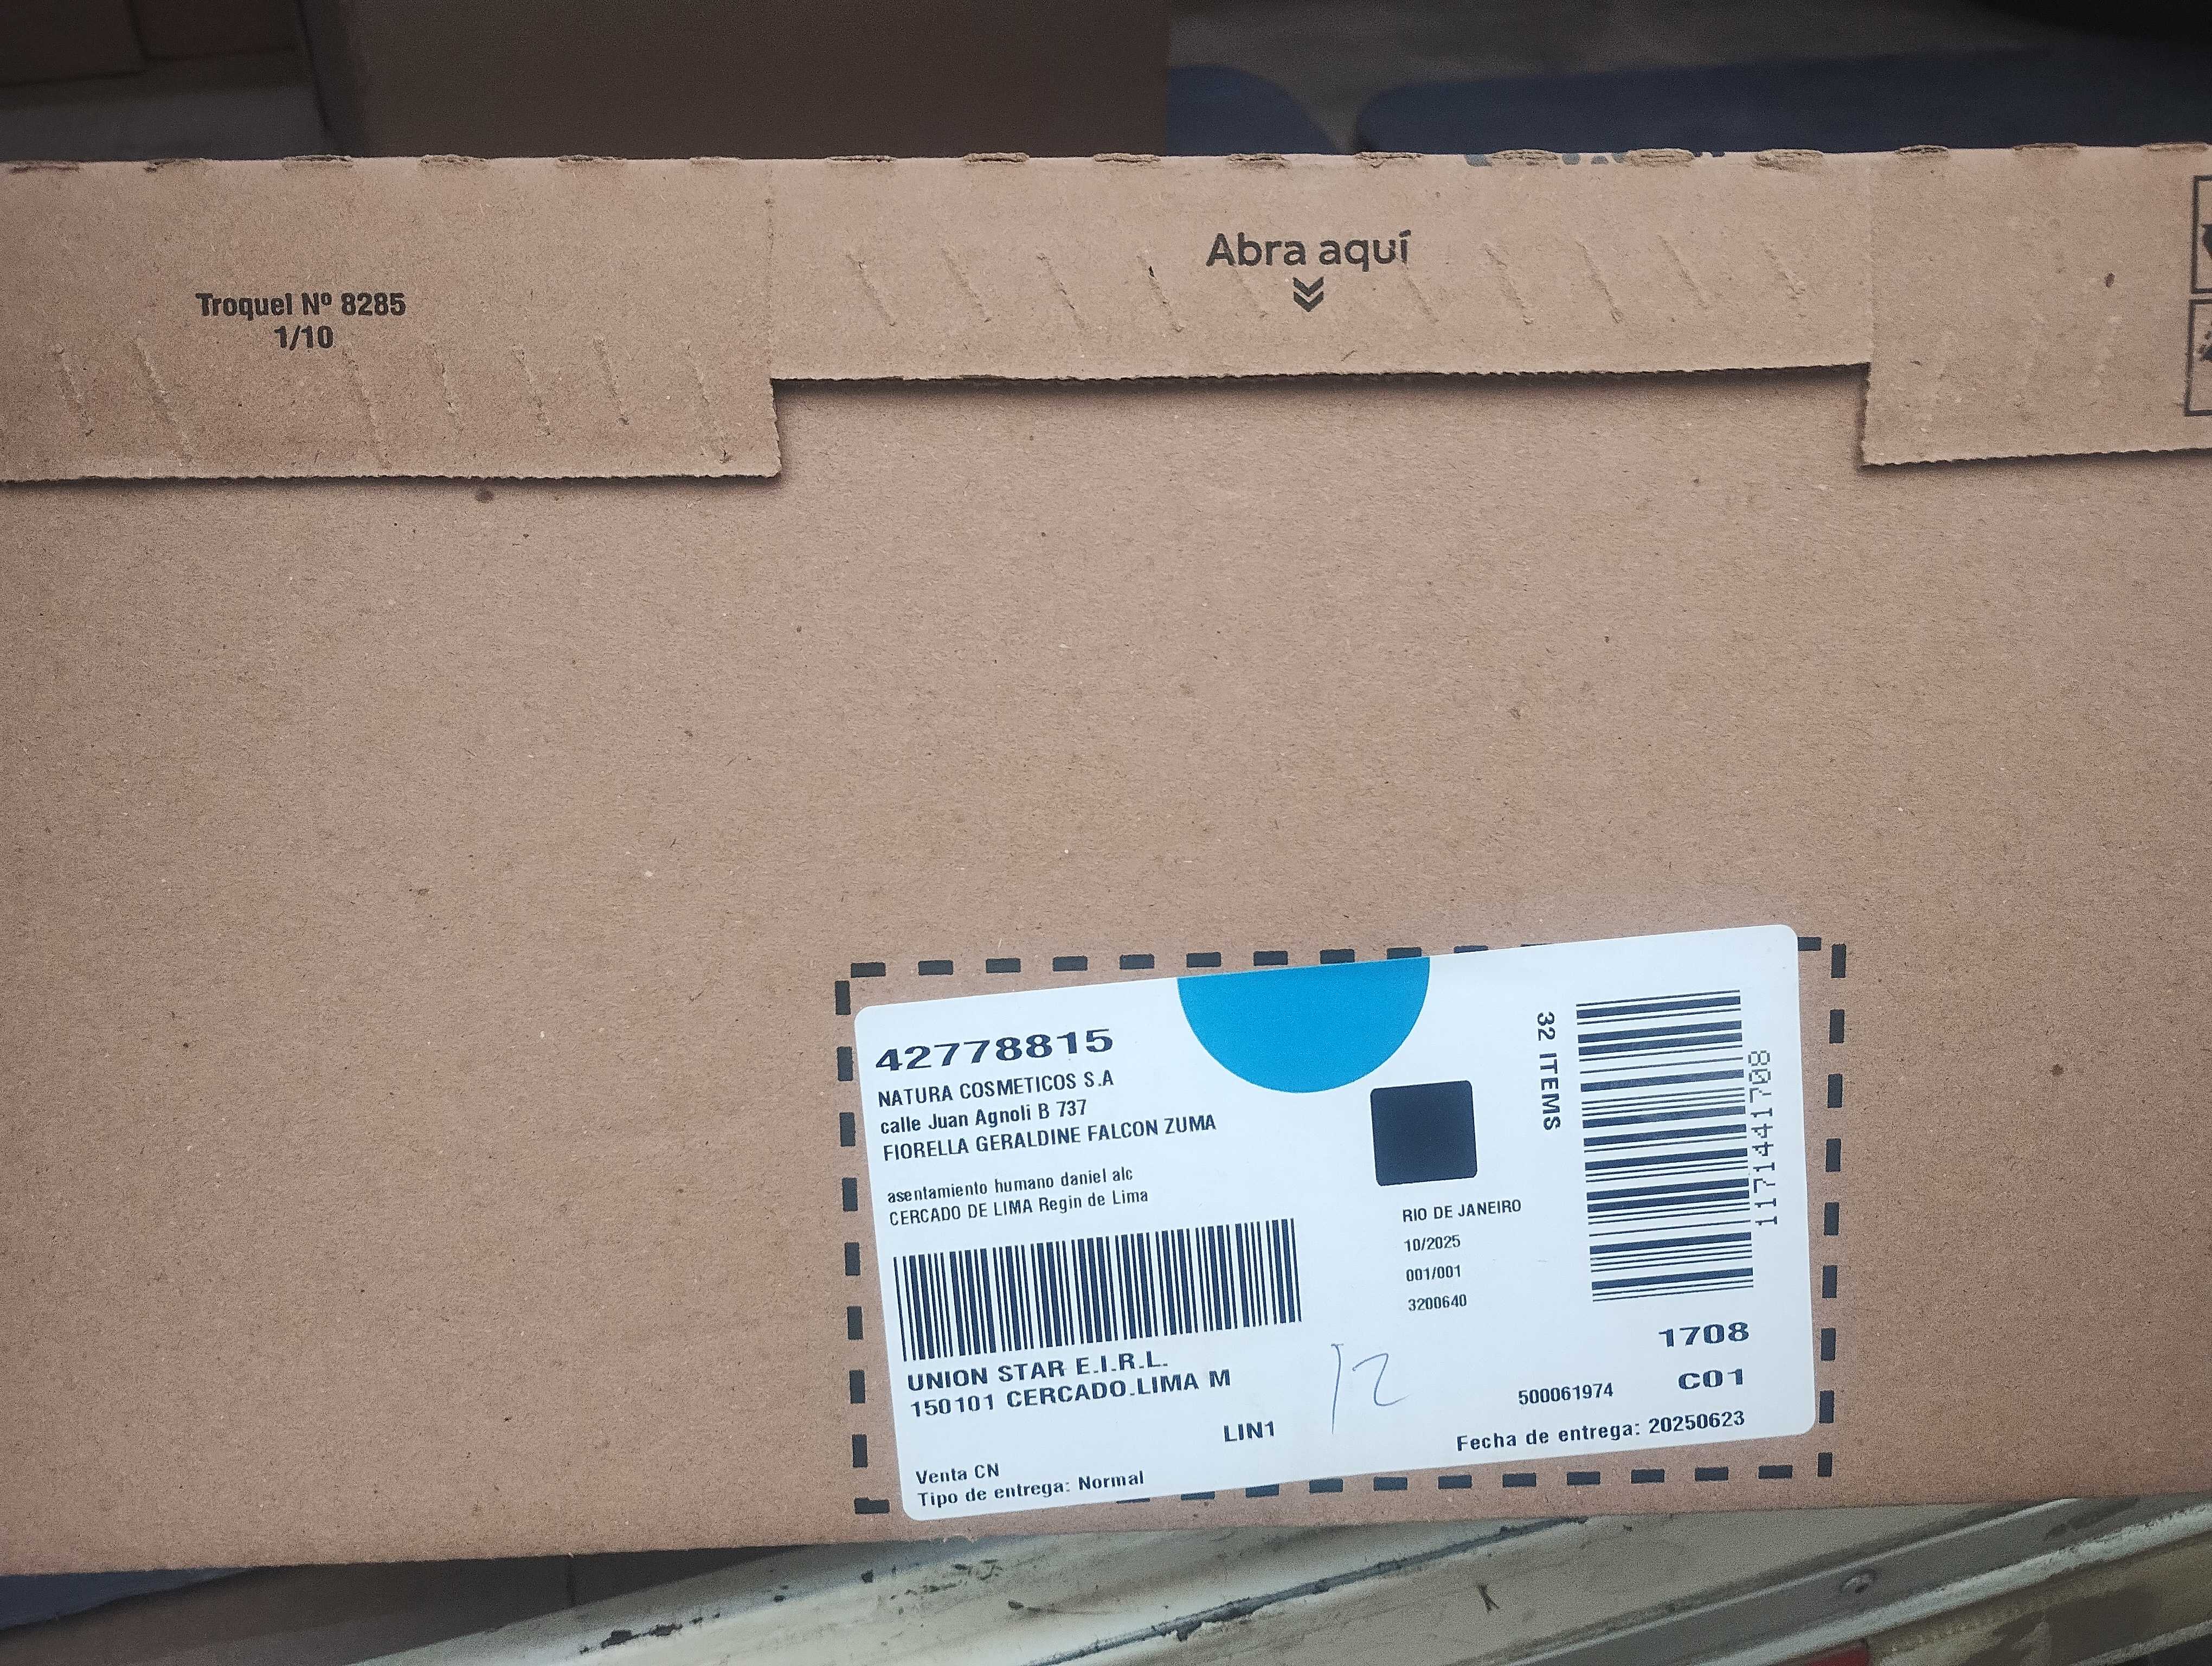 Abra aquí
Troquel Nº 8285
1/10
42778815
NATURA COSMETICOS S.A
calle Juan Agnoli B 737
FIORELLA GERALDINE FALCON ZUMA
asentamiento humano daniel alc
CERCADO DE LIMA Regin de Lima
UNION STAR E.I.R.L.
150101 CERCADO.LIMA M
LIN1
Venta CN
Tipo de entrega: Normal
32 ITEMS
11714441708
RIO DE JANEIRO
10/2025
001/001
3200640
12
1708
C01
500061974
Fecha de entrega: 20250623